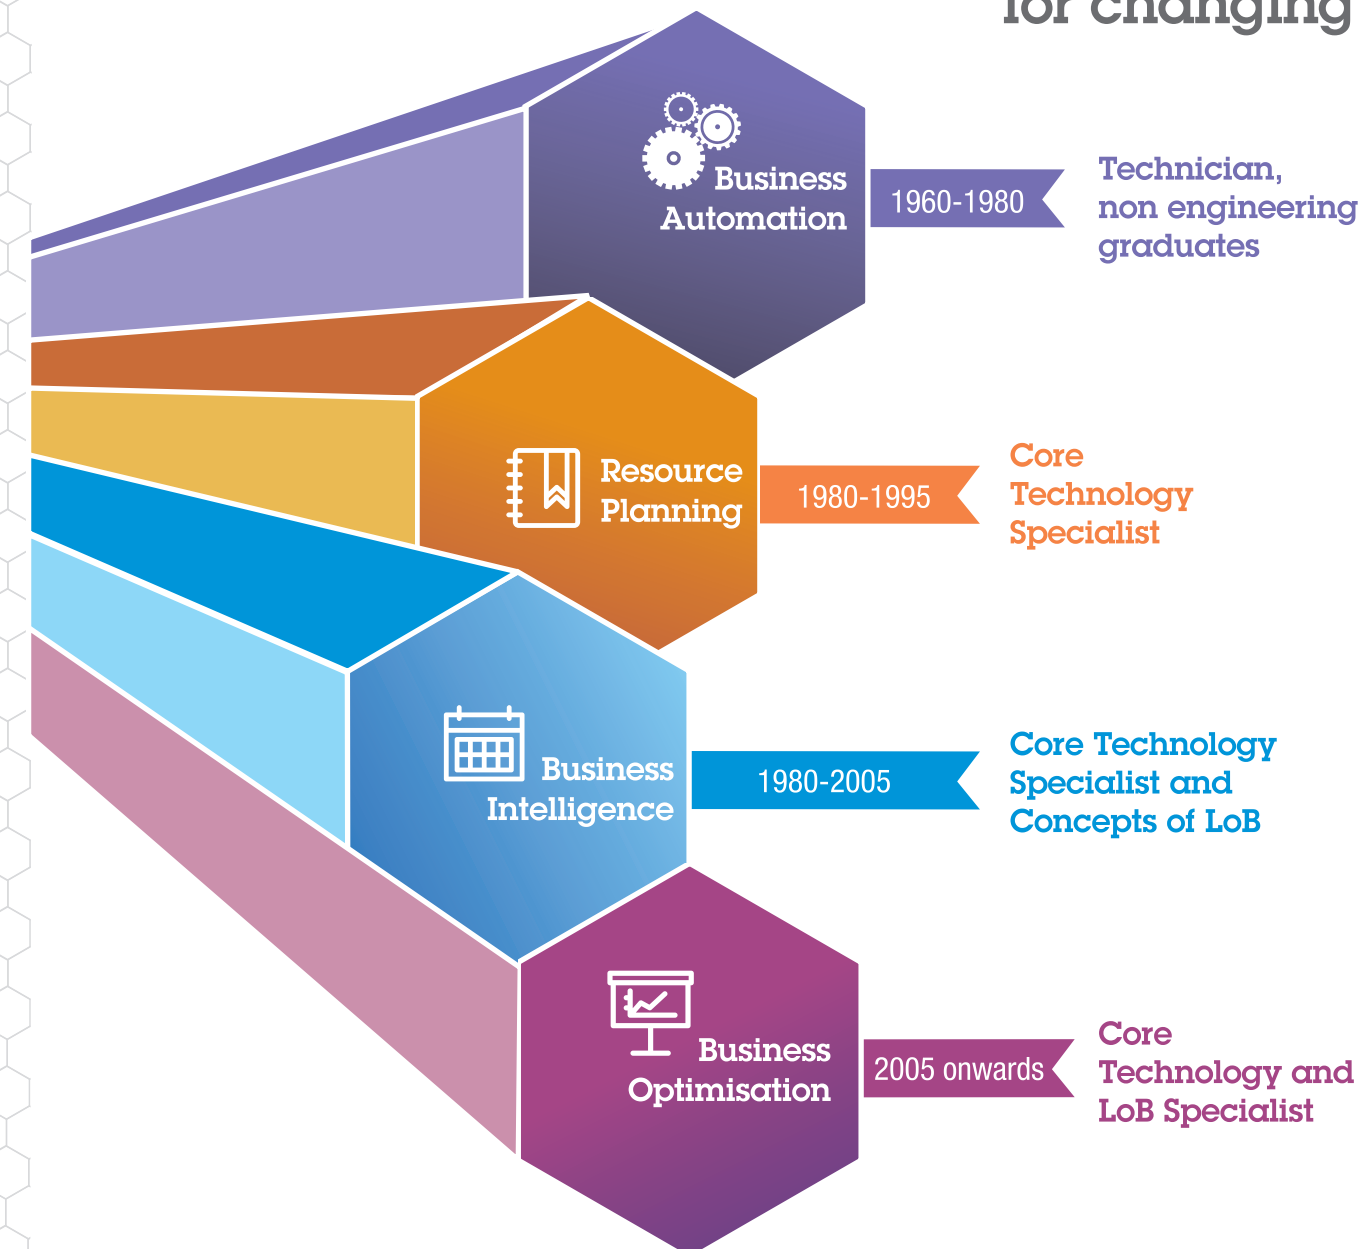 for changing
Business
Automation
1960-1980
Technician,
non engineering
graduates
Resource
Planning
1980-1995
Core
Technology
Specialist
Business
Intelligence
1980-2005
Core Technology
Specialist and
Concepts of LoB
Business
Optimisation
2005 onwards
Core
Technology and
LoB Specialist